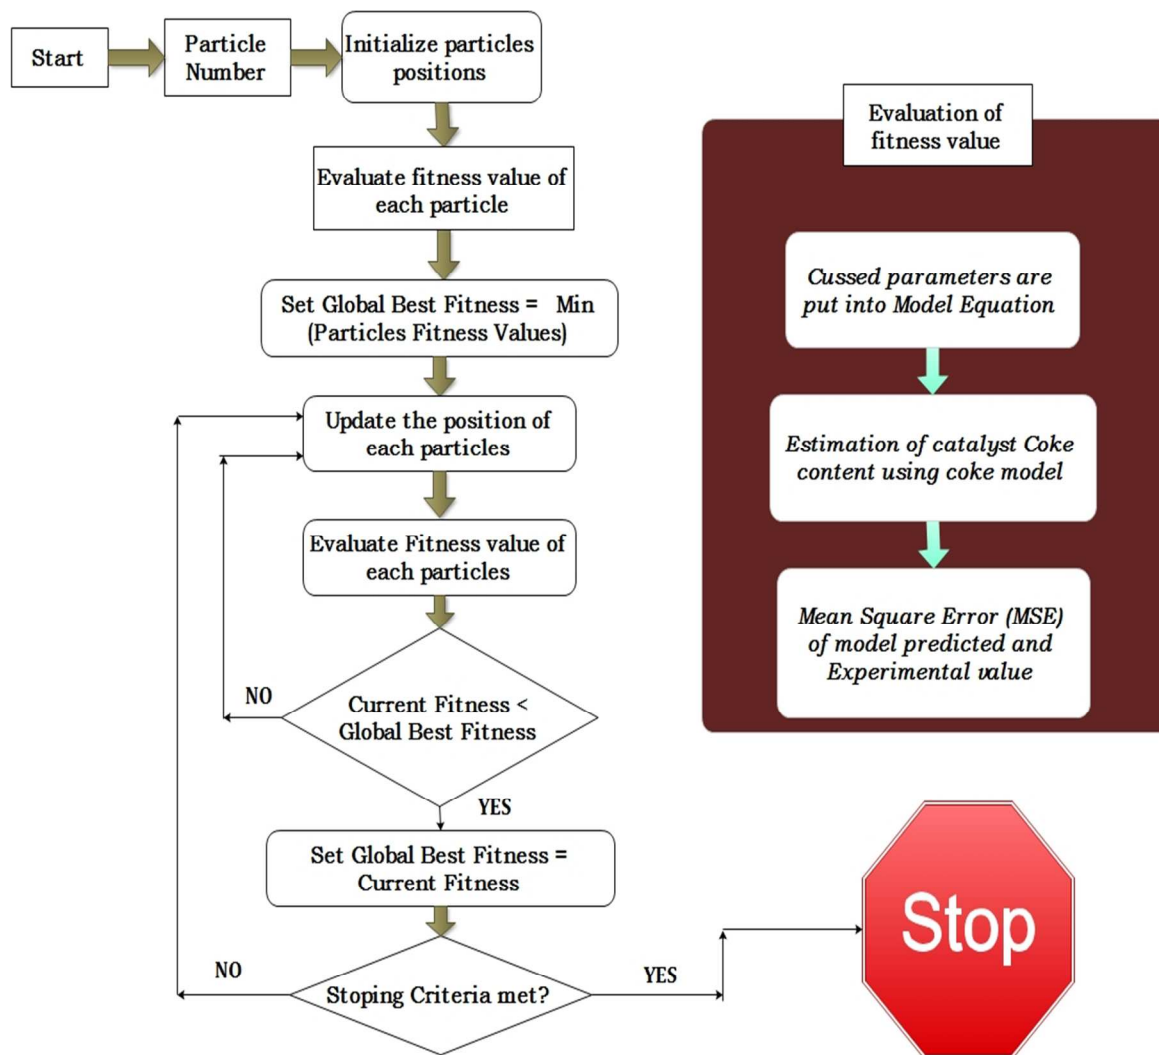 Start
Particle
Number
Initialize particles
positions
Evaluate fitness value of
each particle
Set Global Best Fitness = Min
(Particles Fitness Values)
Update the position of
each particles
Evaluate Fitness value of
each particles
Current Fitness <
Global Best Fitness
NO
YES
Set Global Best Fitness =
Current Fitness
Stoping Criteria met?
NO
YES
Stop
Evaluation of
fitness value
Cussed parameters are
put into Model Equation
Estimation of catalyst Coke
content using coke model
Mean Square Error (MSE)
of model predicted and
Experimental value